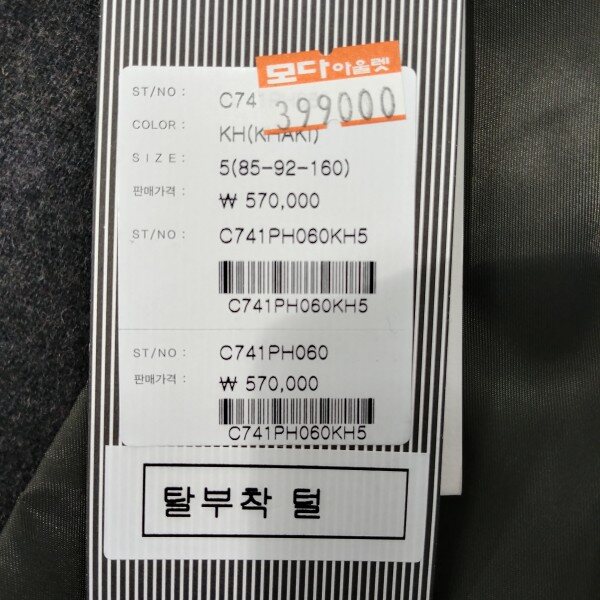 모다아울렛
399000
ST/NO : C74
COLOR : KH(KHAKI)
SIZE : 5(85-92-160)
판매가격 : ₩ 570,000
ST/NO : C741PH060KH5
C741PH060KH5
ST/NO : C741PH060
판매가격 : ₩ 570,000
C741PH060KH5
탈부착 털